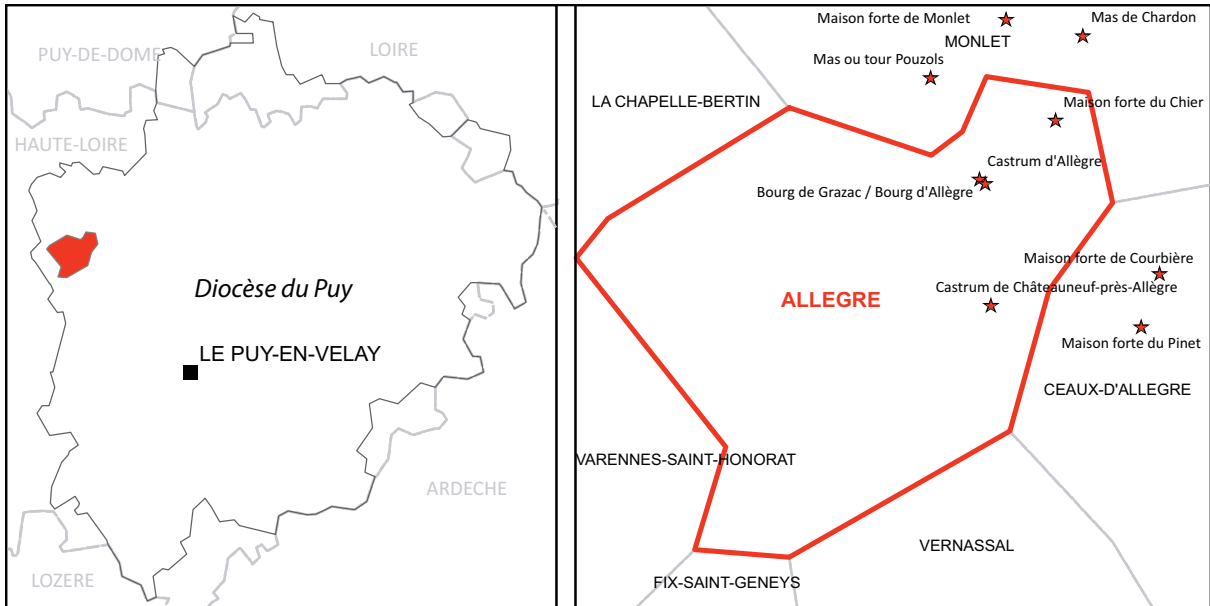 PUY-DE-DOME
LOIRE
HAUTE-LOIRE
Diocèse du Puy
LE PUY-EN-VELAY
ARDECHE
LOZERE
Maison forte de Monlet
Mas de Chardon
MONLET
Mas ou tour Pouzols
LA CHAPELLE-BERTIN
Maison forte du Chier
Castrum d'Allègre
Bourg de Grazac / Bourg d'Allègre
Maison forte de Courbière
Castrum de Châteauneuf-près-Allègre
ALLEGRE
Maison forte du Pinet
CEAUX-D'ALLEGRE
VARENNES-SAINT-HONORAT
VERNASSAL
FIX-SAINT-GENEYS